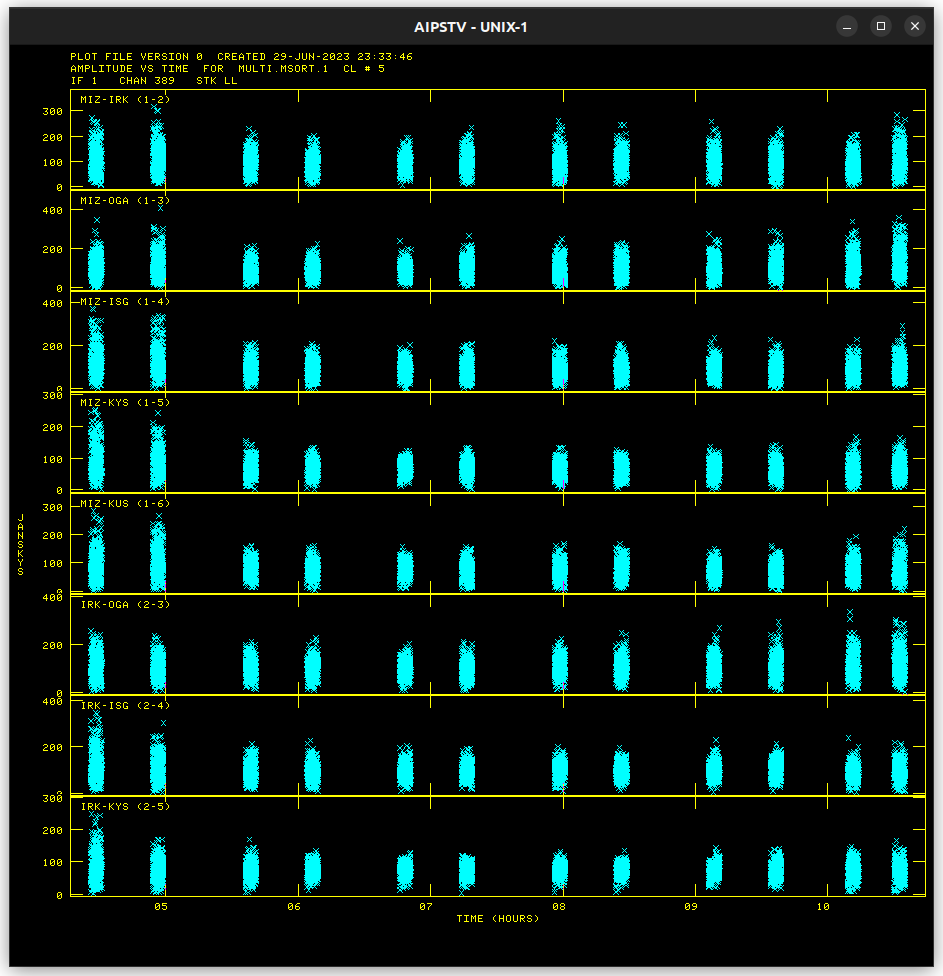 AIPSTV - UNIX-1
PLOT FILE VERSION 0  CREATED 29-JUN-2023 23:33:46
AMPLITUDE VS TIME  FOR  MULTI.MSORT.1  CL # 5
IF 1   CHAN 389   STK LL
MIZ-IRK (1-2)
300
200
100
0
MIZ-OGA (1-3)
400
200
0
MIZ-ISG (1-4)
400
200
0
MIZ-KYS (1-5)
300
200
100
0
MIZ-KUS (1-6)
300
200
100
0
JANSKYS
IRK-OGA (2-3)
400
200
0
IRK-ISG (2-4)
400
200
0
IRK-KYS (2-5)
300
200
100
0
05 06 07 08 09 10
TIME (HOURS)